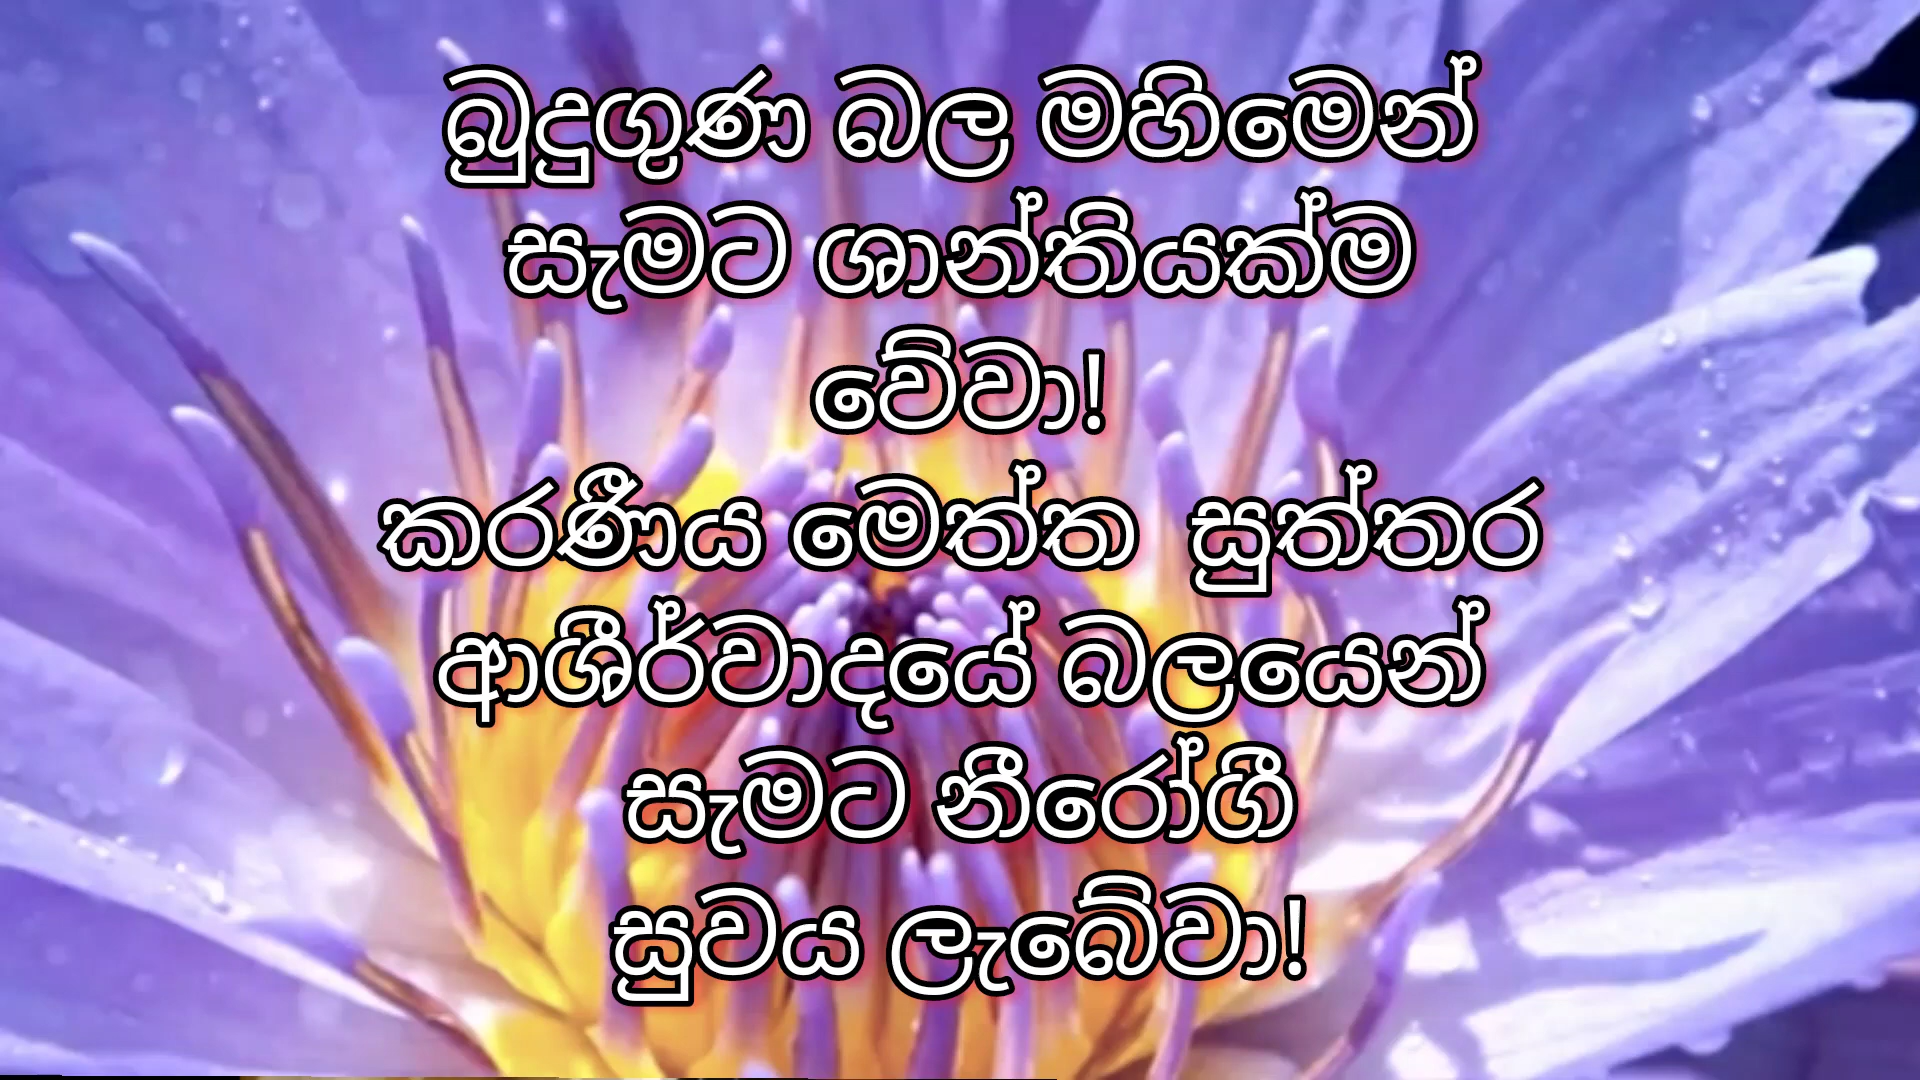 බුදුගුණ බල මහිමෙන්
සැමට ශාන්තියක්ම
වේවා!
කරණීය මෙත්ත සුත්තර
ආශීර්වාදයේ බලයෙන්
සැමට නීරෝගී
සුවය ලැබේවා!